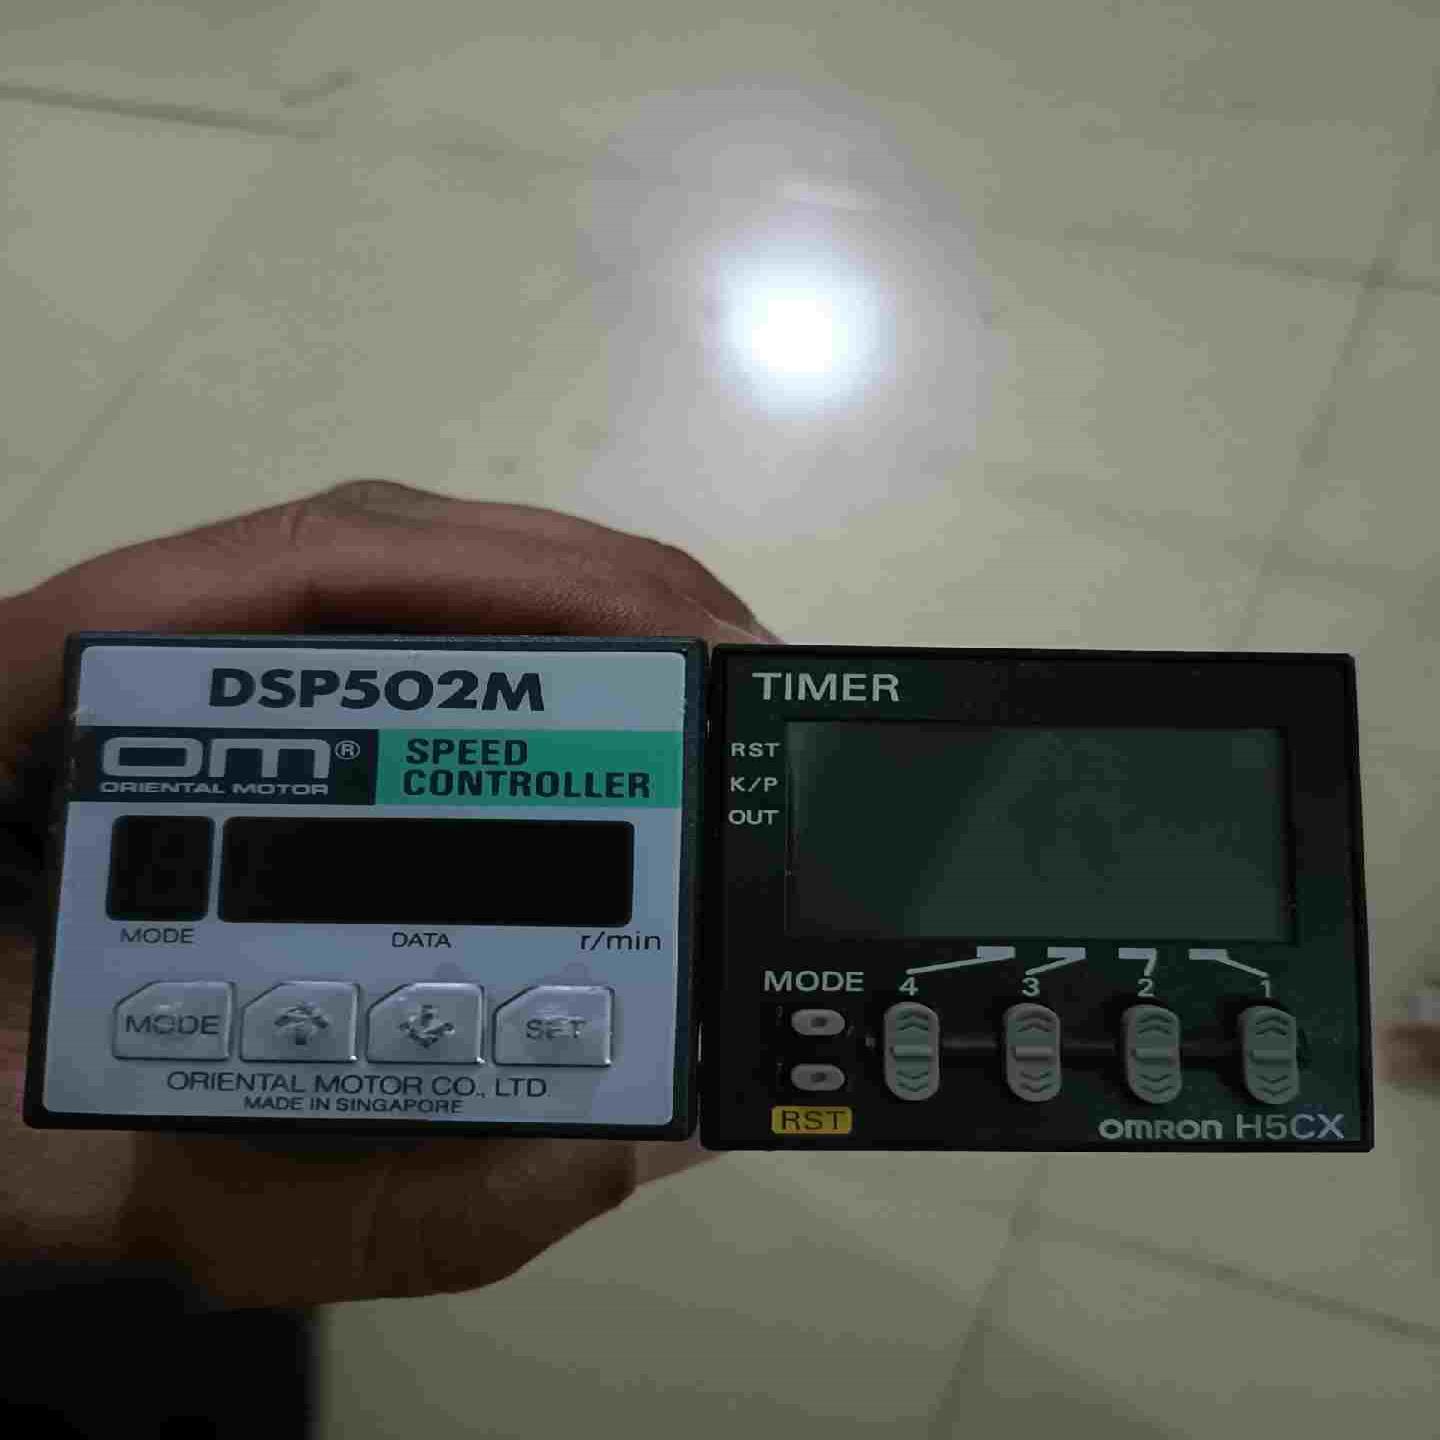 DSP502M
OM®
ORIENTAL MOTOR
SPEED
CONTROLLER
MODE
DATA
r/min
MODE
SET
ORIENTAL MOTOR CO., LTD.
MADE IN SINGAPORE
TIMER
RST
K/P
OUT
MODE
4
3
2
1
RST
OMRON H5CX